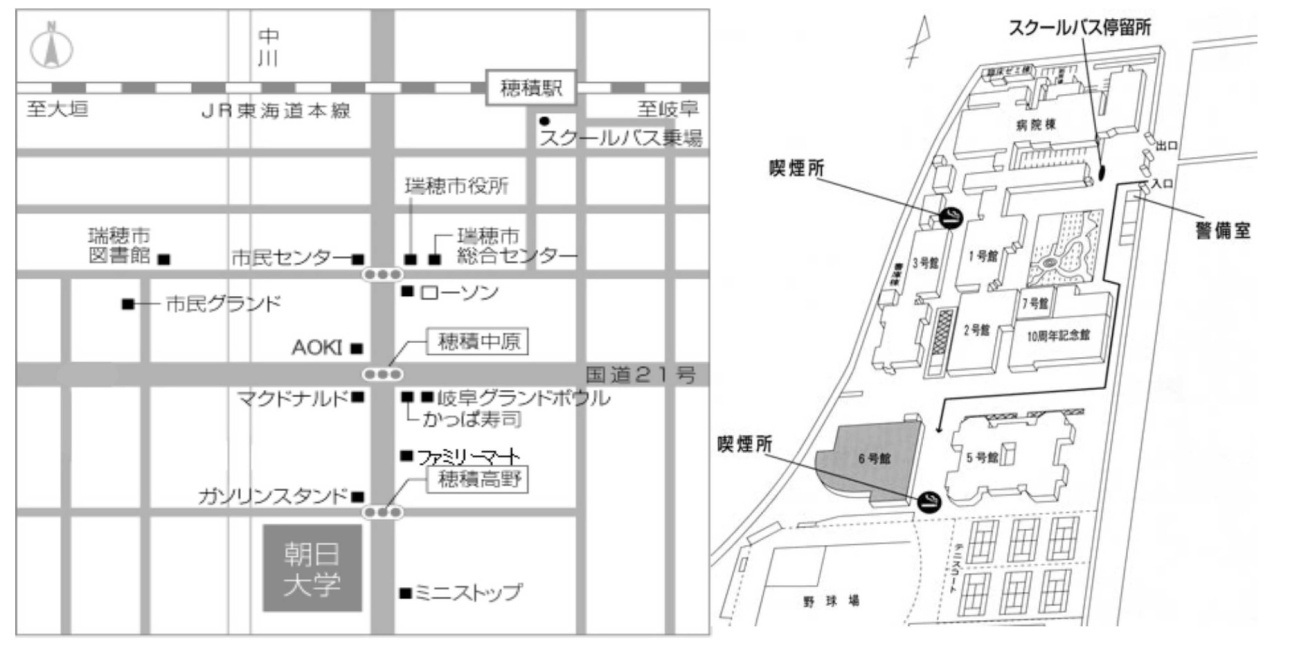 N
中川
穂積駅
至大垣
JR東海道本線
至岐阜
スクールバス乗場
瑞穂市役所
瑞穂市
図書館
市民センター
瑞穂市
総合センター
市民グランド
ローソン
AOKI
穂積中原
国道21号
マクドナルド
岐阜グランドボウル
かっぱ寿司
ファミリーマート
穂積高野
ガソリンスタンド
朝日
大学
ミニストップ
スクールバス停留所
臨床ゼミ棟
病院棟
出口
喫煙所
入口
警備室
3号館
1号館
書庫棟
7号館
2号館
10周年記念館
喫煙所
6号館
5号館
テニスコート
野球場